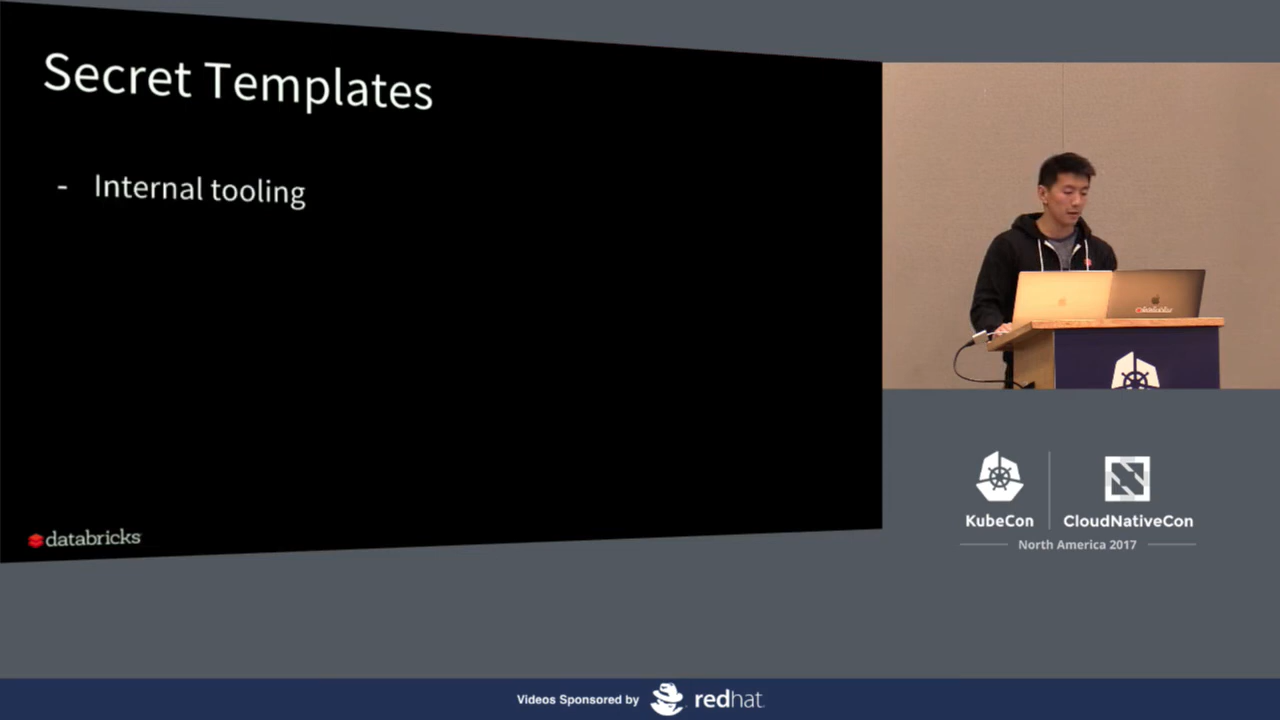 Secret Templates
- Internal tooling
databricks
KubeCon
CloudNativeCon
North America 2017
Videos Sponsored by
redhat